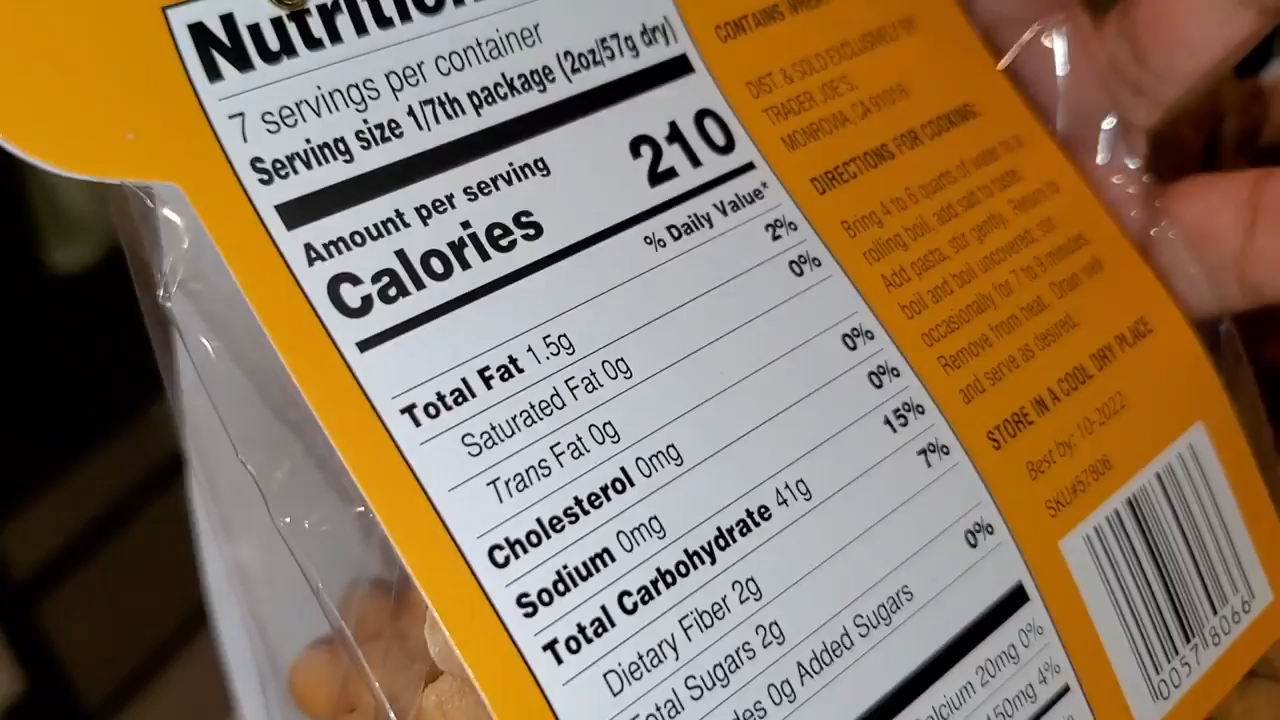 Nutrition
7 servings per container
Serving size 1/7th package (2oz/57g dry)
Amount per serving
Calories 210
% Daily Value*
Total Fat 1.5g 2%
Saturated Fat 0g 0%
Trans Fat 0g
Cholesterol 0mg 0%
Sodium 0mg 0%
Total Carbohydrate 41g 15%
Dietary Fiber 2g 7%
Total Sugars 2g
des 0g Added Sugars 0%
Calcium 20mg 0%
150mg 4%
CONTAINS WHEAT
DIST. & SOLD EXCLUSIVELY BY:
TRADER JOE'S,
MONROVIA, CA 91016
DIRECTIONS FOR COOKING:
Bring 4 to 6 quarts of water to a
rolling boil, add salt to taste.
Add pasta, stir gently. Return to
boil and boil uncovered, stir
occasionally for 7 to 9 minutes.
Remove from heat. Drain well
and serve as desired.
STORE IN A COOL DRY PLACE
Best by: 10-2022
SKU#57806
00578066